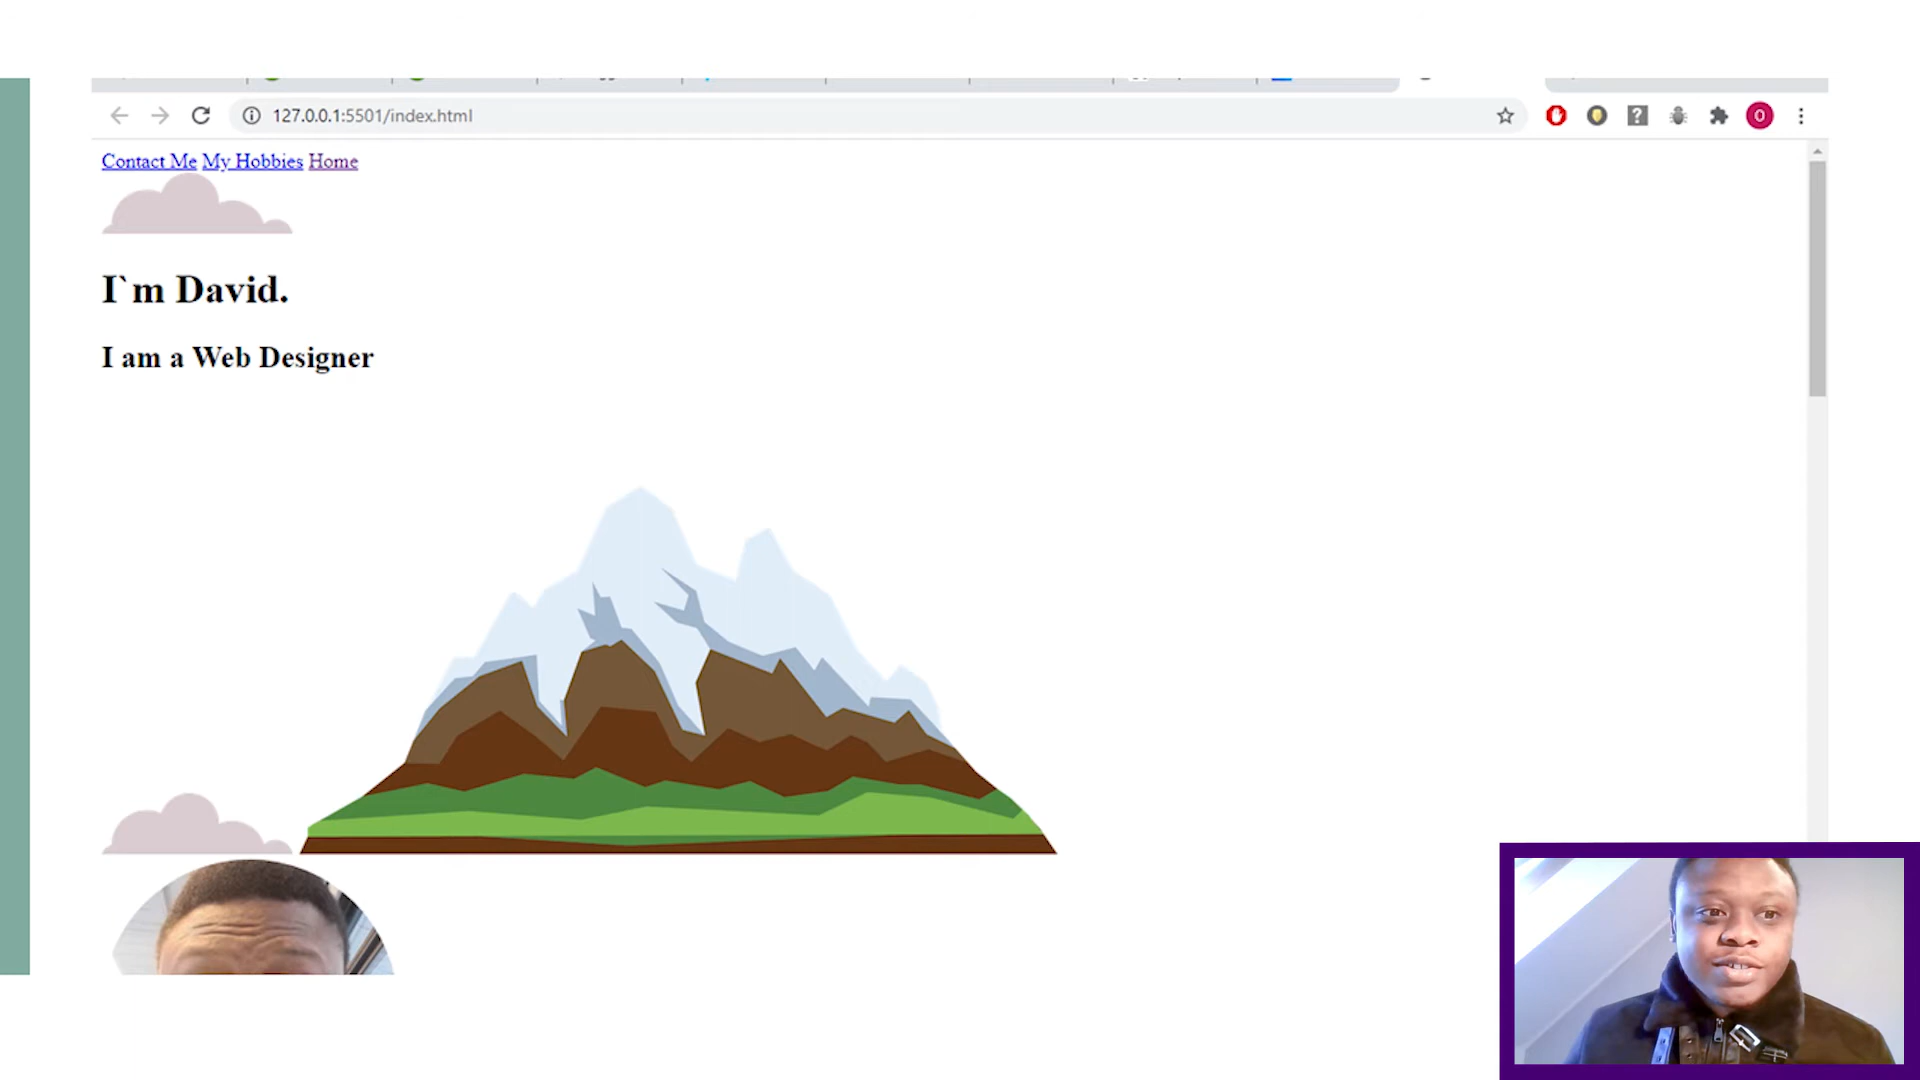 127.0.0.1:5501/index.html
?
O
Contact Me My Hobbies Home
I`m David.
I am a Web Designer